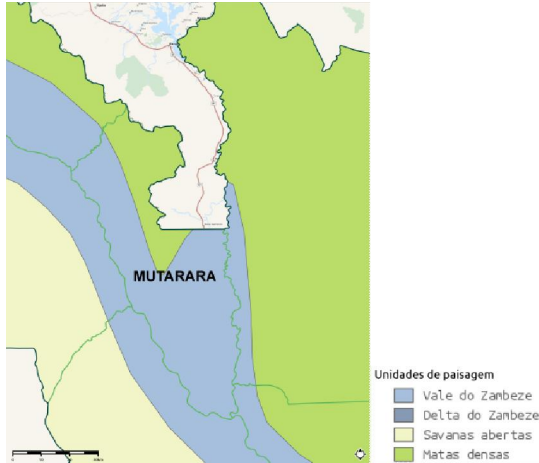 MUTARARA
Unidades de paisagem
Vale do Zambeze
Delta do Zambeze
Savanas abertas
Matas densas